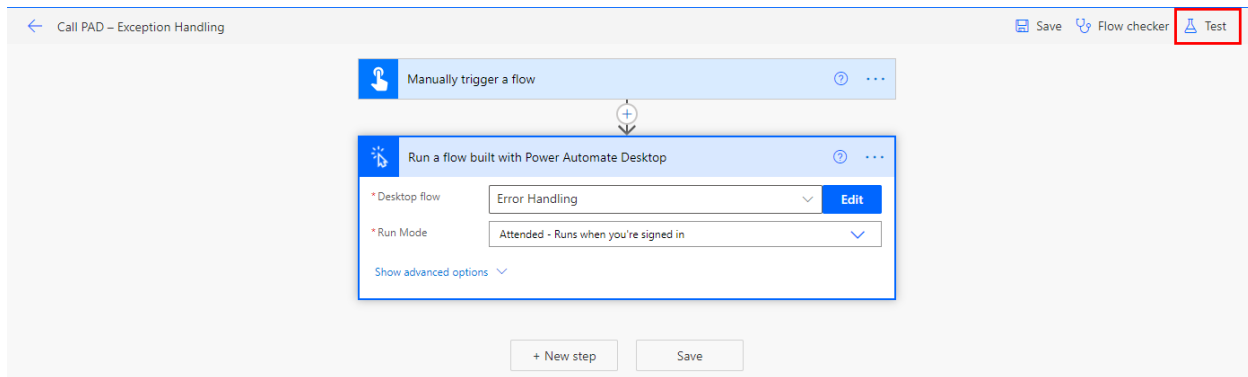 Call PAD – Exception Handling
Save
Flow checker
Test
Manually trigger a flow
Run a flow built with Power Automate Desktop
* Desktop flow
Error Handling
Edit
* Run Mode
Attended - Runs when you're signed in
Show advanced options
+ New step
Save